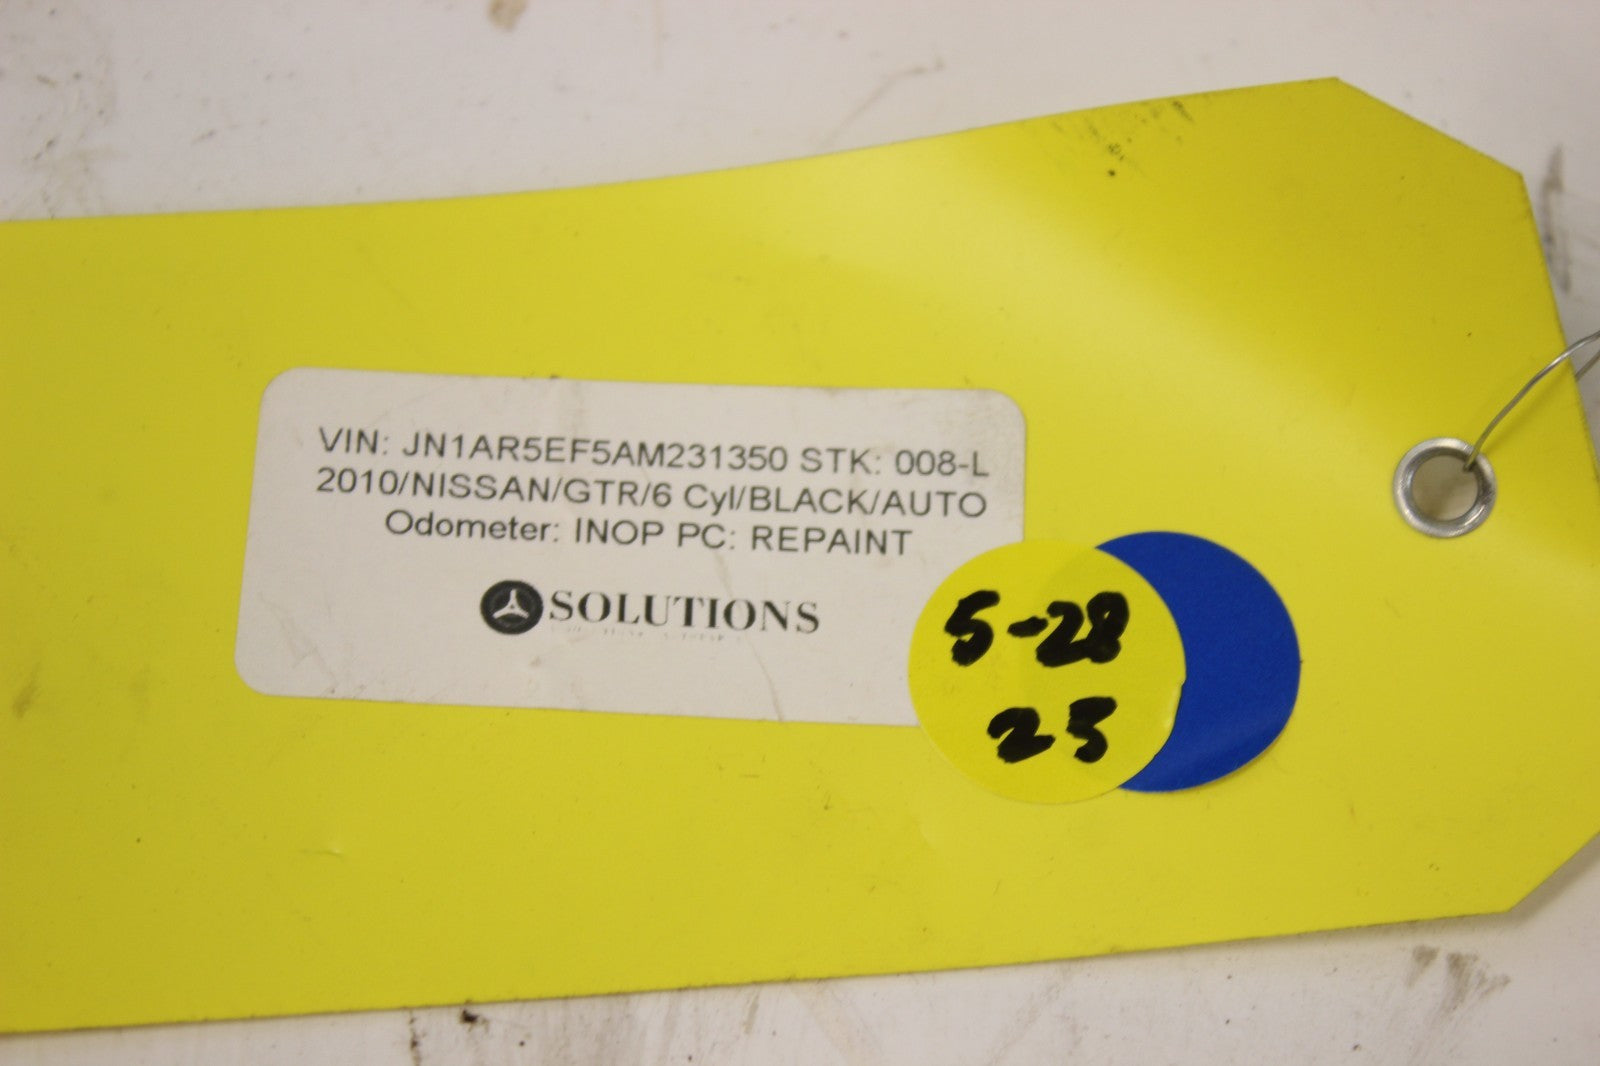 VIN: JN1AR5EF5AM231350 STK: 008-L
2010/NISSAN/GTR/6 Cyl/BLACK/AUTO
Odometer: INOP PC: REPAINT
SOLUTIONS
5-28
25